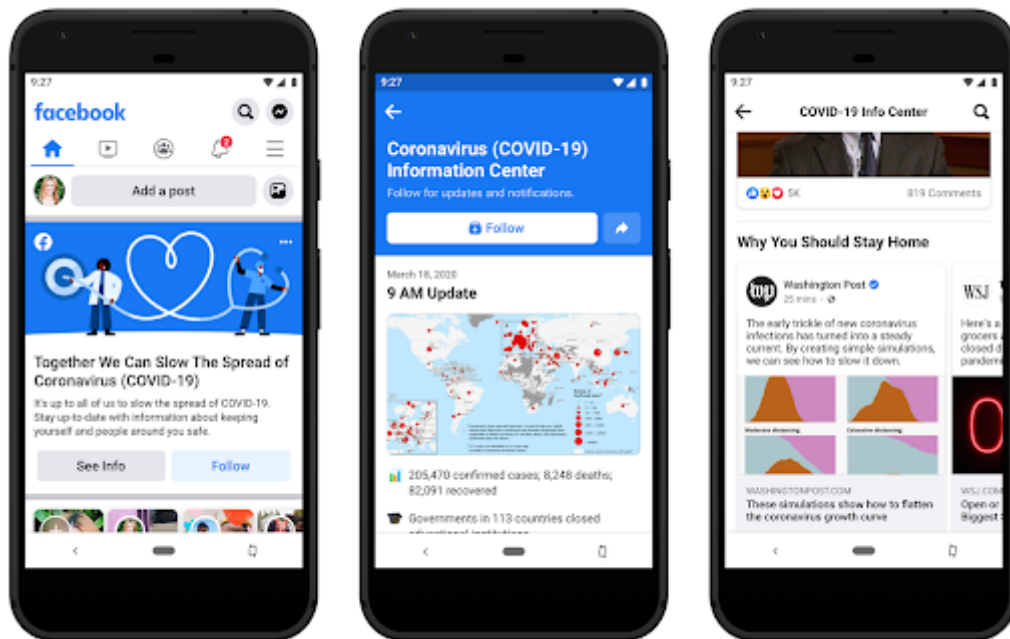 9:27
facebook
2
Add a post
Together We Can Slow The Spread of
Coronavirus (COVID-19)
It's up to all of us to slow the spread of COVID-19.
Stay up-to-date with information about keeping
yourself and people around you safe.
See Info
Follow
9:27
Coronavirus (COVID-19)
Information Center
Follow for updates and notifications.
Follow
March 18, 2020
9 AM Update
205,470 confirmed cases; 8,248 deaths;
82,091 recovered
Governments in 113 countries closed
educational institutions
9:27
COVID-19 Info Center
5K
819 Comments
Why You Should Stay Home
wp
Washington Post
25 mins
The early trickle of new coronavirus
infections has turned into a steady
current. By creating simple simulations,
we can see how to slow it down.
Moderate distancing
Extensive distancing
WASHINGTONPOST.COM
These simulations show how to flatten
the coronavirus growth curve
WSJ
Here's a
grocers
closed d
pandem
WSJ.COM
Open or
Biggest